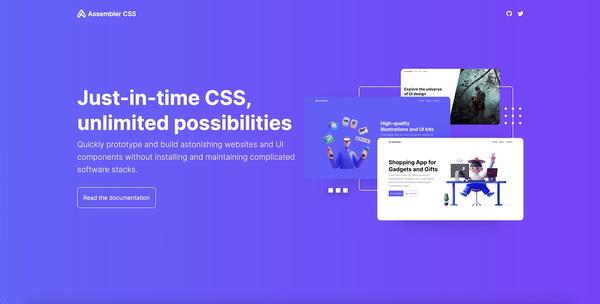 Assembler CSS
Just-in-time CSS,
unlimited possibilities
Quickly prototype and build astonishing websites and UI
components without installing and maintaining complicated
software stacks.
Read the documentation
Explore the universe
of UI design
High-quality
illustrations and UI kits
Shopping App for
Gadgets and Gifts